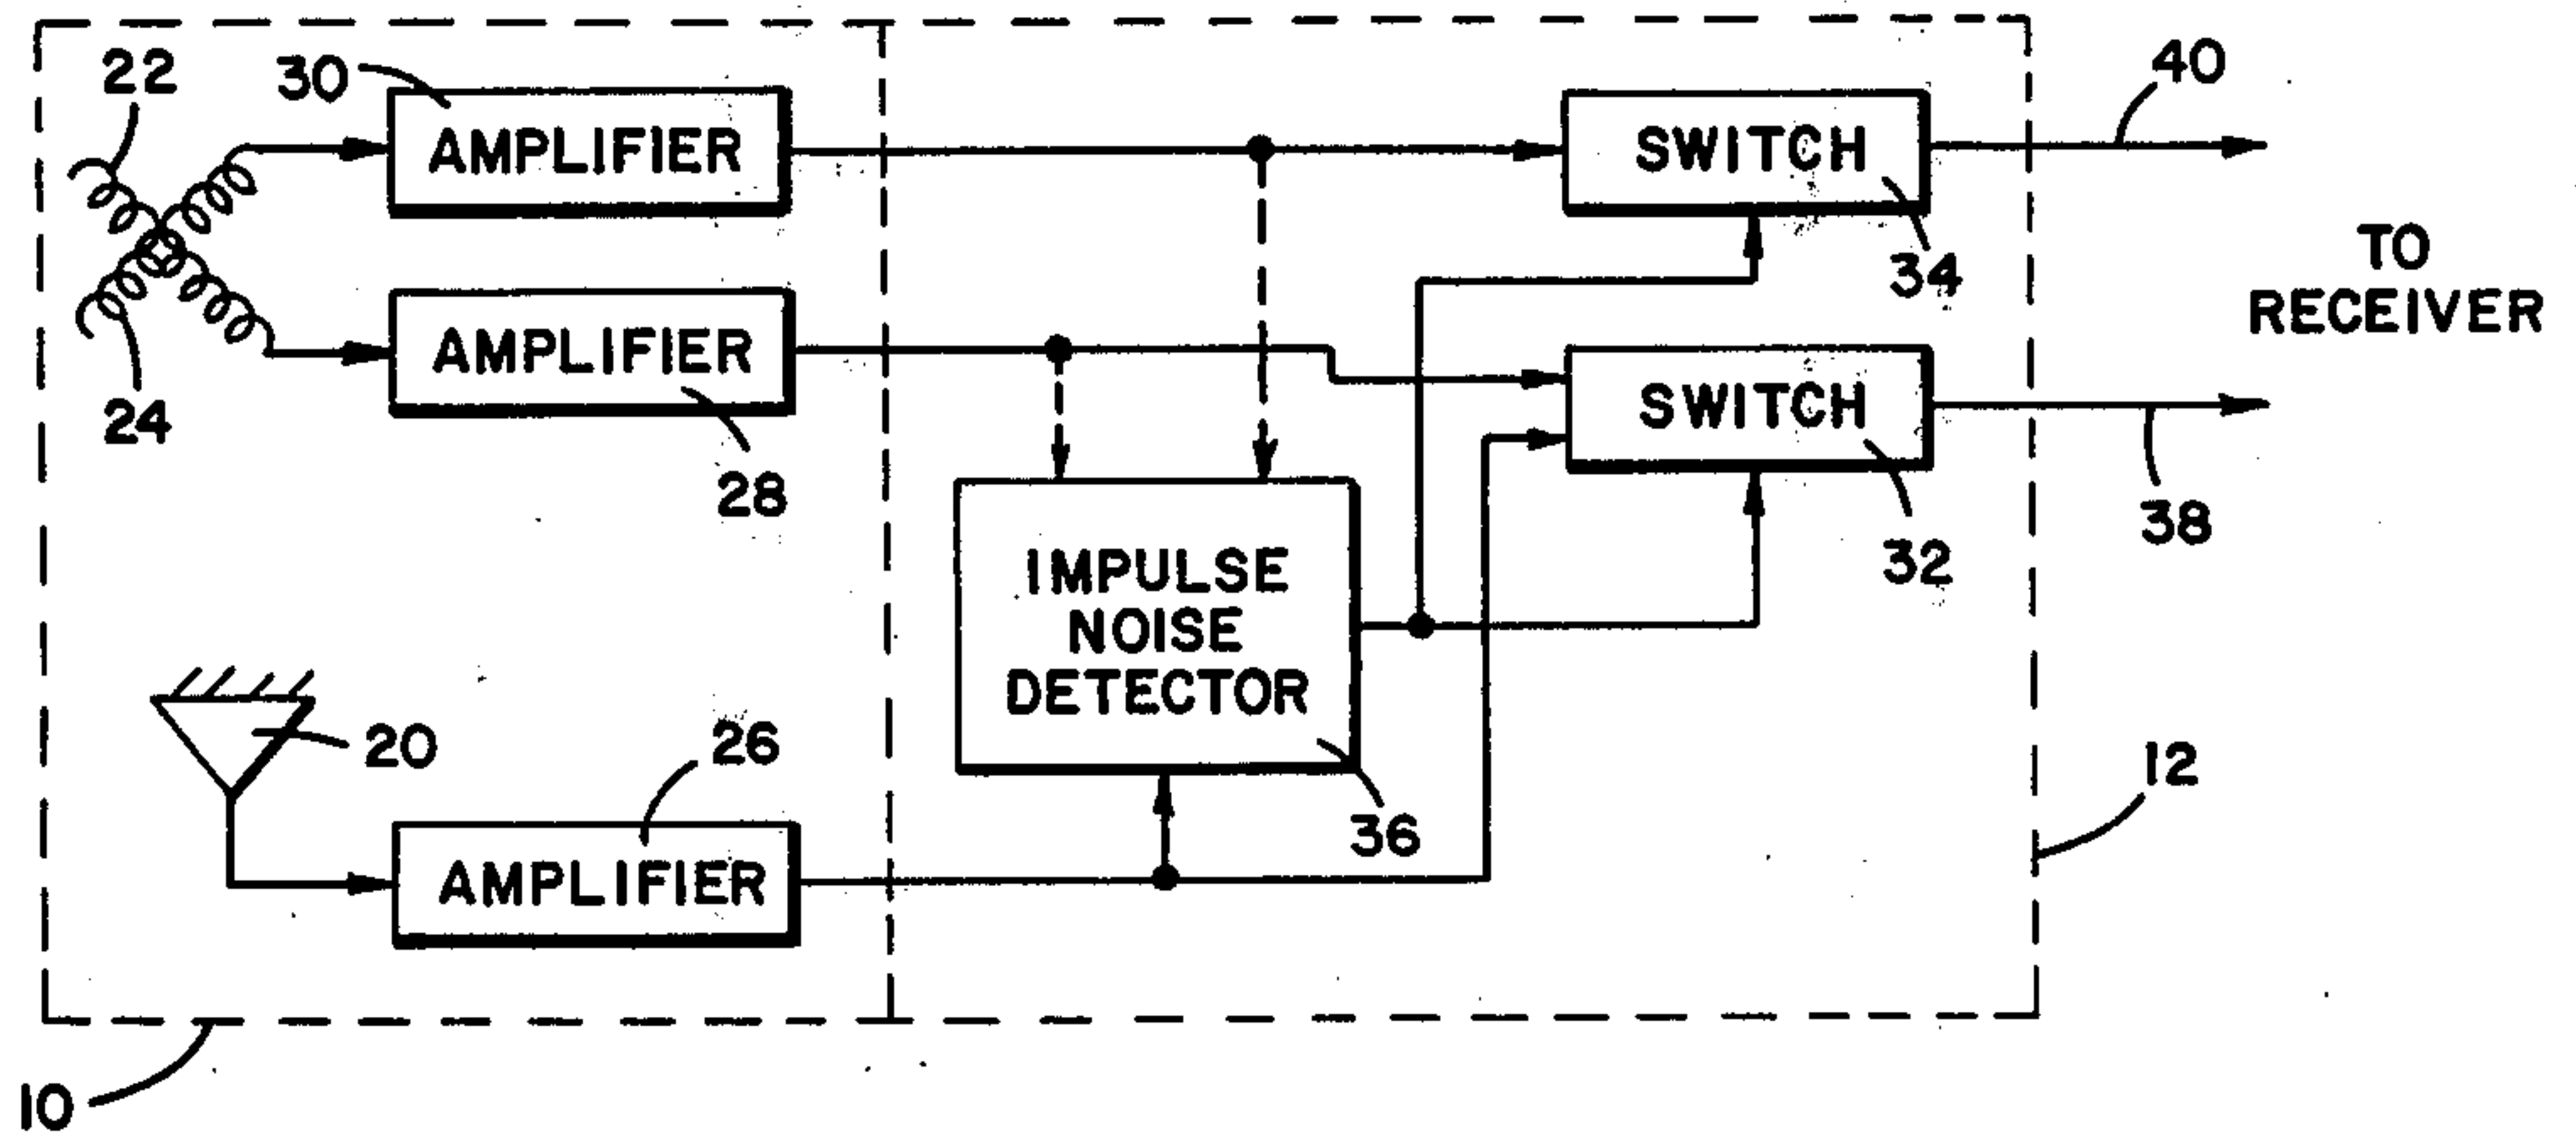 22
30
AMPLIFIER
SWITCH
40
34
TO
RECEIVER
24
AMPLIFIER
28
SWITCH
32
38
IMPULSE
NOISE
DETECTOR
36
20
26
AMPLIFIER
12
10